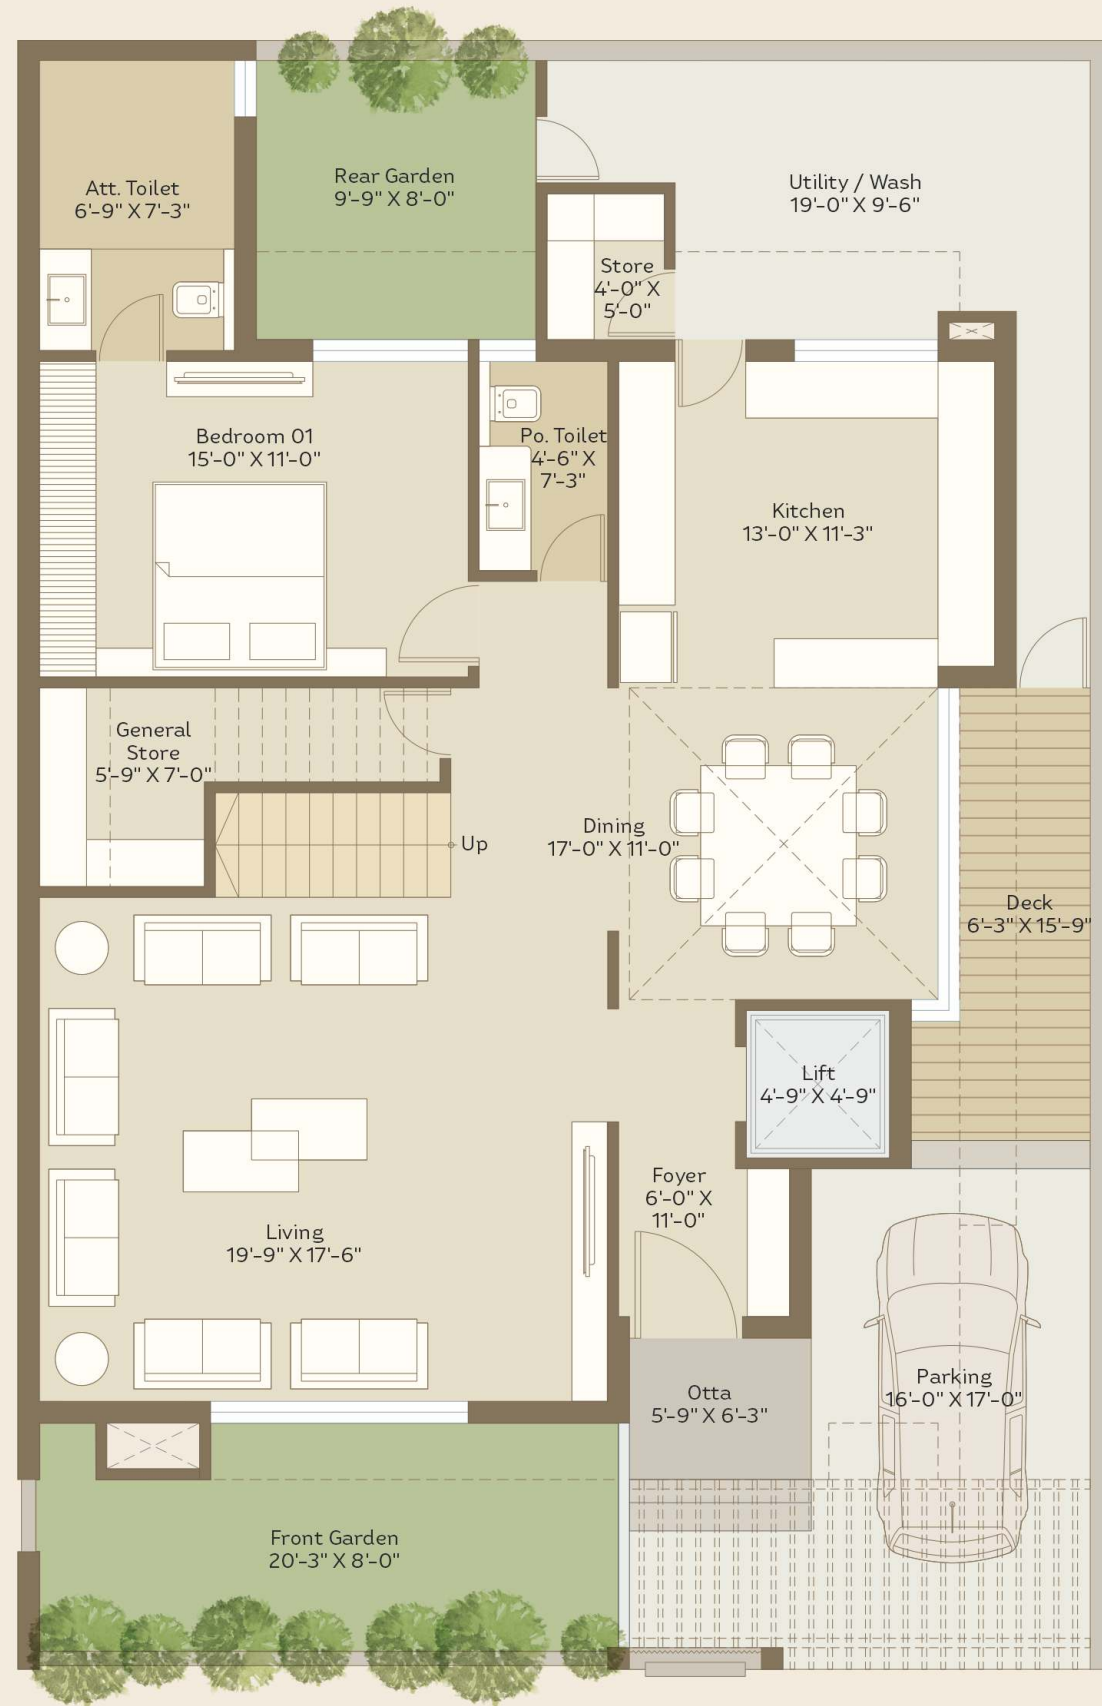 Att. Toilet
6'-9" X 7'-3"
Rear Garden
9'-9" X 8'-0"
Utility / Wash
19'-0" X 9'-6"
Store
4'-0" X
5'-0"
Bedroom 01
15'-0" X 11'-0"
Po. Toilet
4'-6" X
7'-3"
Kitchen
13'-0" X 11'-3"
General
Store
5'-9" X 7'-0"
Up
Dining
17'-0" X 11'-0"
Deck
6'-3" X 15'-9"
Lift
4'-9" X 4'-9"
Foyer
6'-0" X
11'-0"
Living
19'-9" X 17'-6"
Otta
5'-9" X 6'-3"
Parking
16'-0" X 17'-0"
Front Garden
20'-3" X 8'-0"